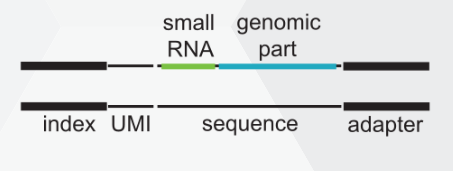 small genomic
RNA part
index UMI sequence adapter